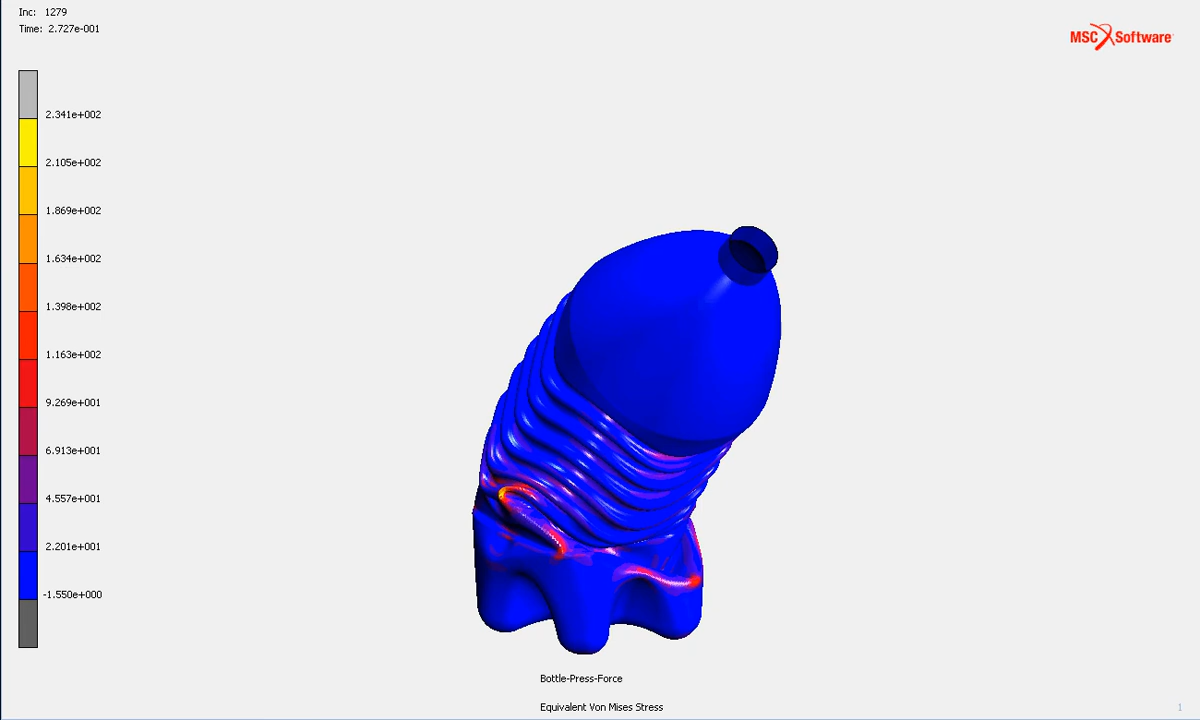 Inc: 1279
Time: 2.727e-001
MSC Software
2.341e+002
2.105e+002
1.869e+002
1.634e+002
1.398e+002
1.163e+002
9.269e+001
6.913e+001
4.557e+001
2.201e+001
-1.550e+000
Bottle-Press-Force
Equivalent Von Mises Stress
1